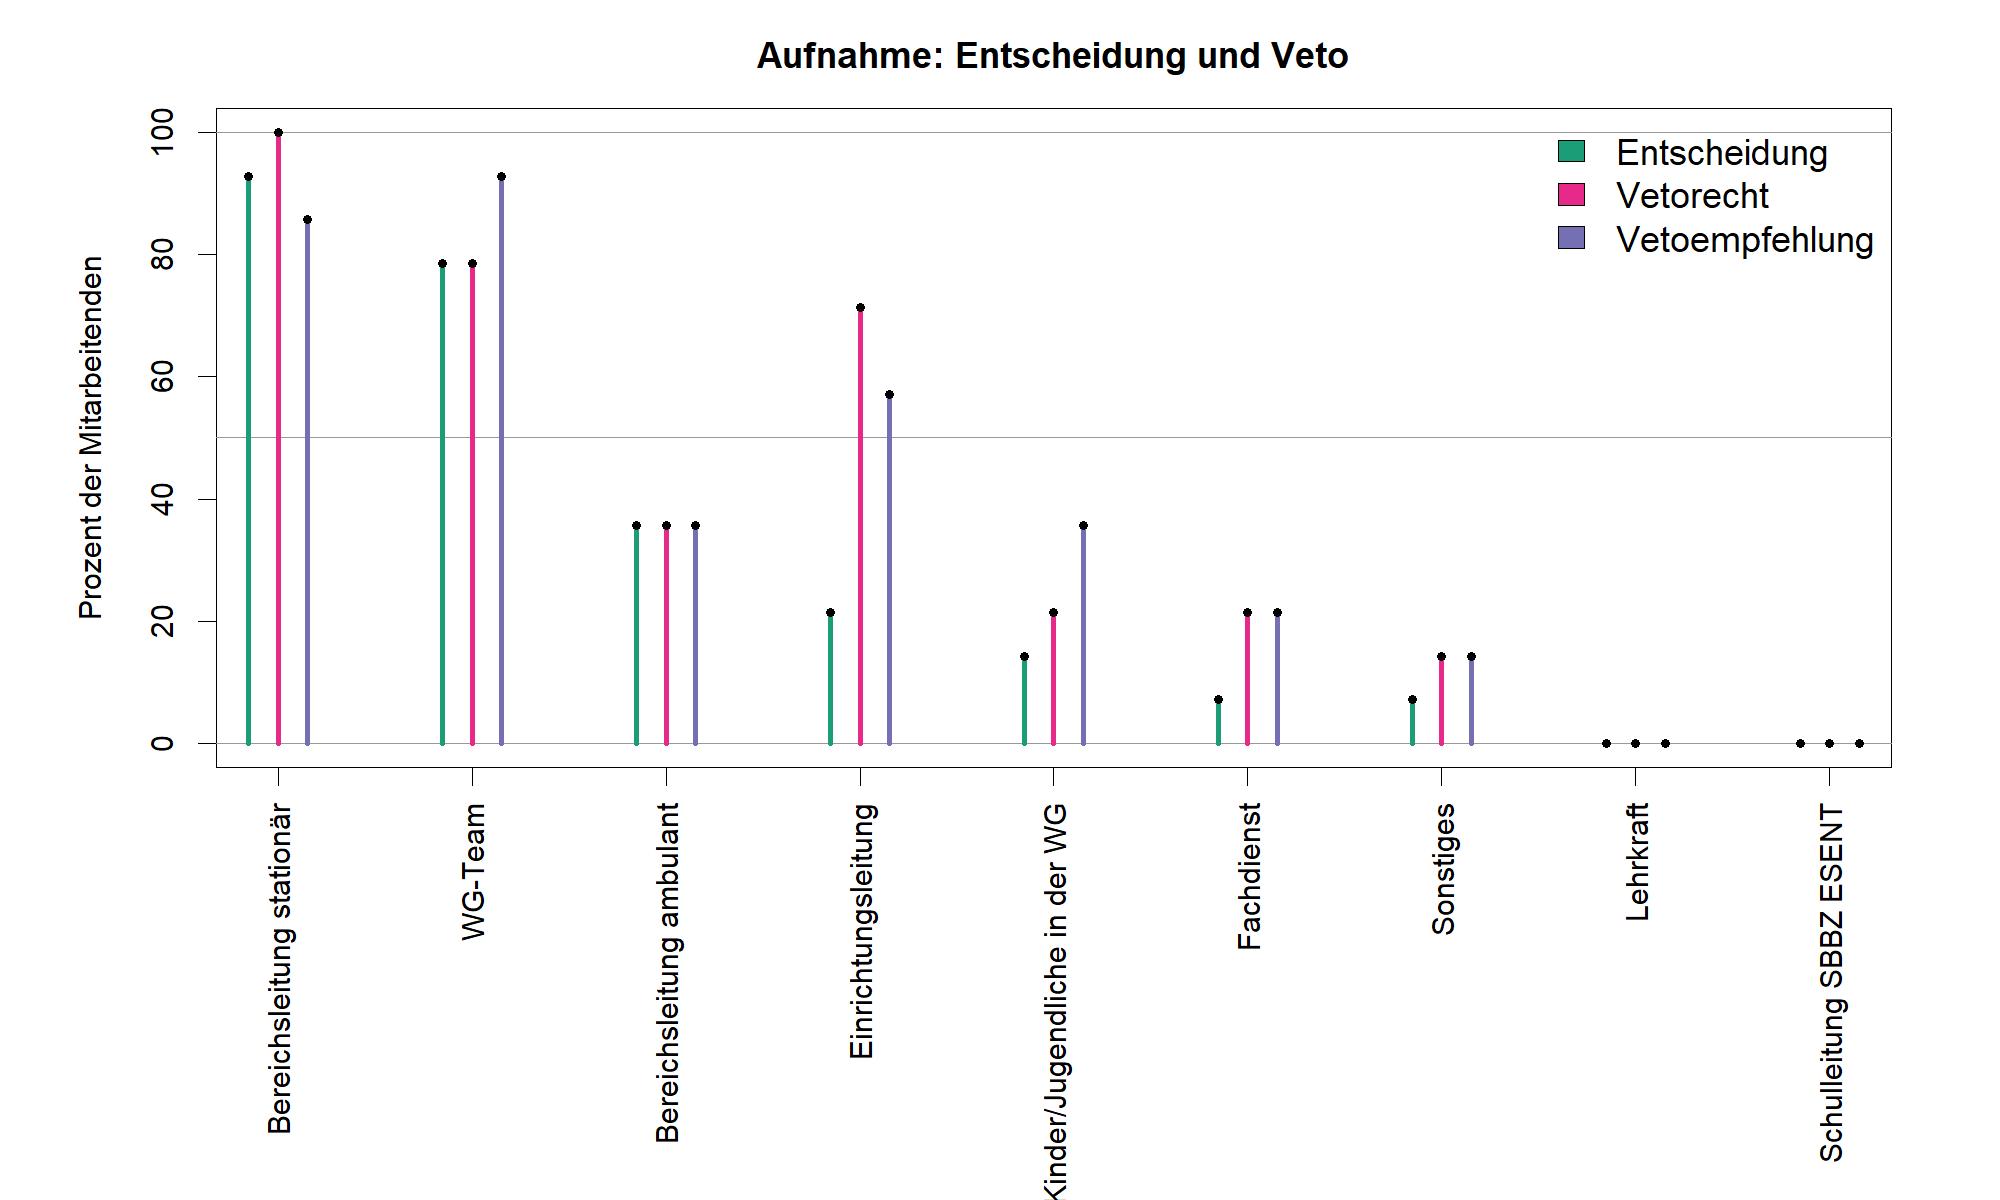 Aufnahme: Entscheidung und Veto
Prozent der Mitarbeitenden
100
80
60
40
20
0
Entscheidung
Vetorecht
Vetoempfehlung
Bereichsleitung stationär
WG-Team
Bereichsleitung ambulant
Einrichtungsleitung
Kinder/Jugendliche in der WG
Fachdienst
Sonstiges
Lehrkraft
Schulleitung SBBZ ESENT